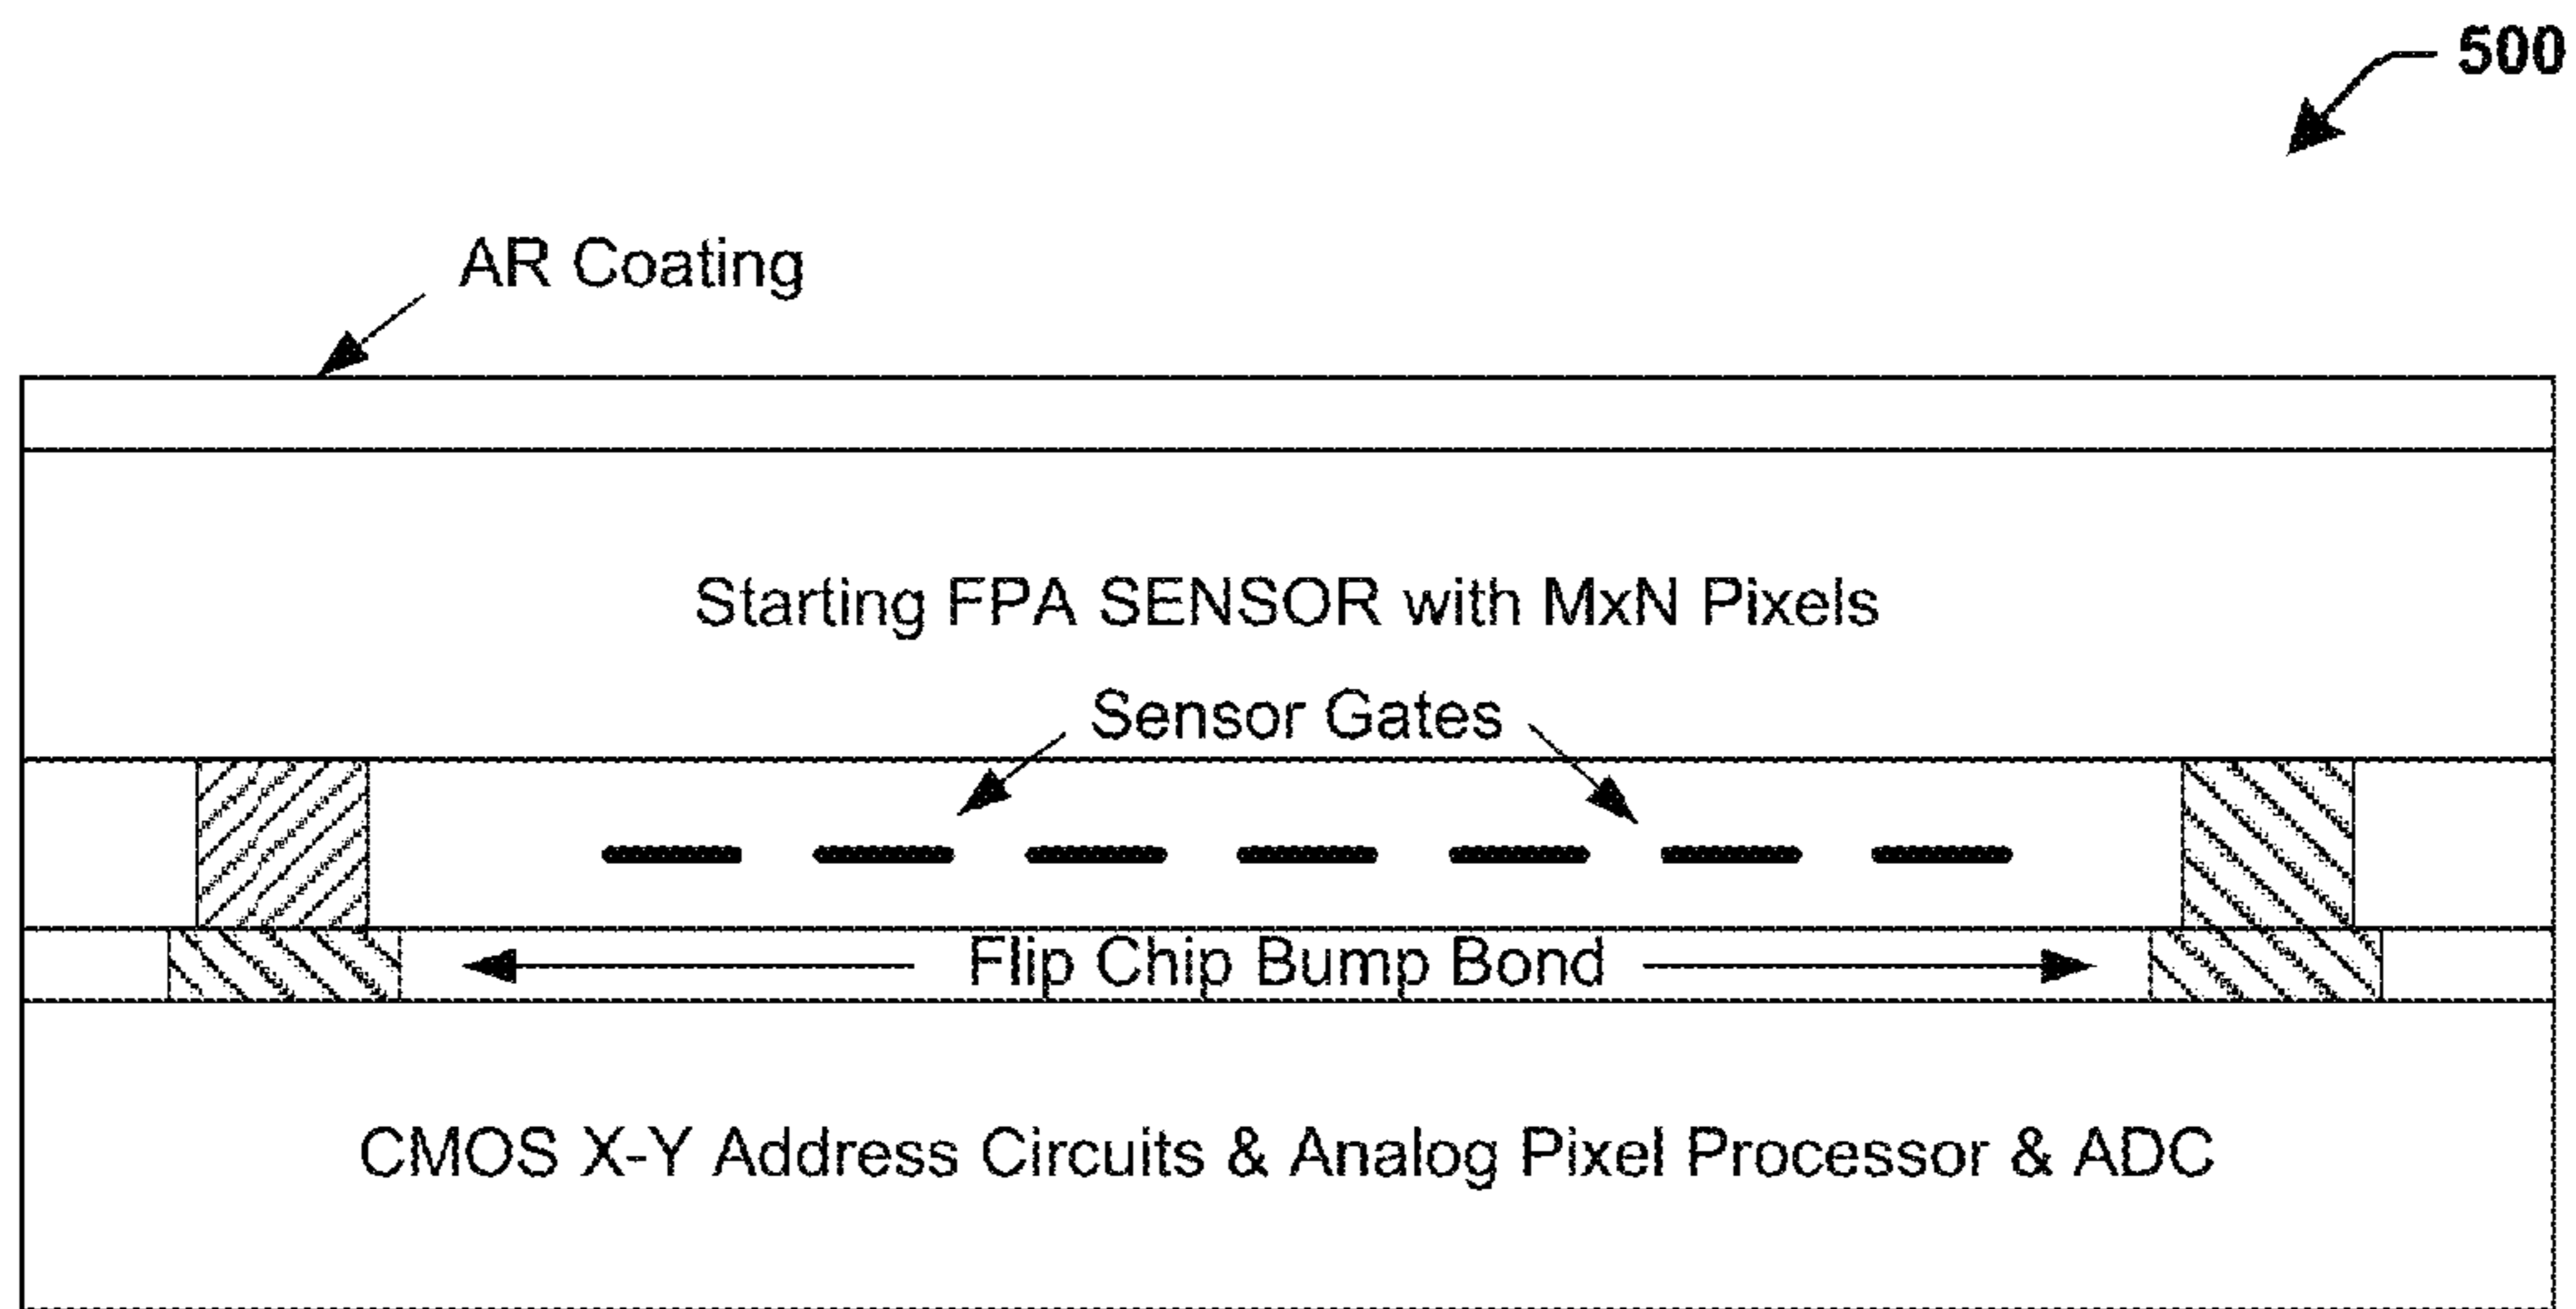 500
AR Coating
Starting FPA SENSOR with MxN Pixels
Sensor Gates
Flip Chip Bump Bond
CMOS X-Y Address Circuits & Analog Pixel Processor & ADC